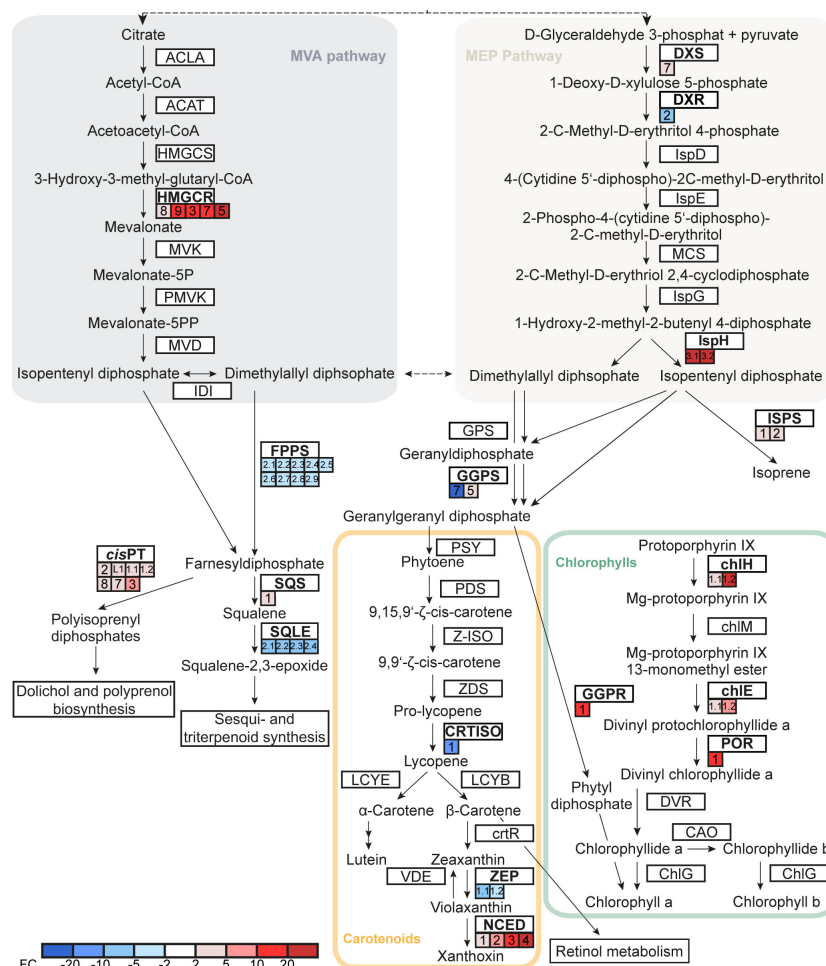 Citrate
ACLA
Acetyl-CoA
ACAT
Acetoacetyl-CoA
HMGCS
3-Hydroxy-3-methyl-glutaryl-CoA
HMGCR
8 9 3 7 5
Mevalonate
MVK
Mevalonate-5P
PMVK
Mevalonate-5PP
MVD
Isopentenyl diphosphate
IDI
Dimethylallyl diphsophate
MVA pathway
MEP Pathway
D-Glyceraldehyde 3-phosphat + pyruvate
DXS
7
1-Deoxy-D-xylulose 5-phosphate
DXR
2
2-C-Methyl-D-erythritol 4-phosphate
IspD
4-(Cytidine 5‘-diphospho)-2C-methyl-D-erythritol
IspE
2-Phospho-4-(cytidine 5‘-diphospho)-
2-C-methyl-D-erythritol
MCS
2-C-Methyl-D-erythriol 2,4-cyclodiphosphate
IspG
1-Hydroxy-2-methyl-2-butenyl 4-diphosphate
IspH
3.1 3.2
Dimethylallyl diphsophate
Isopentenyl diphosphate
ISPS
1 2
Isoprene
GPS
Geranyldiphosphate
GGPS
7 5
Geranylgeranyl diphosphate
FPPS
2.1 2.2 2.3 2.4 2.5
2.6 2.7 2.8 2.9
cisPT
2 L1 1.1 1.2
8 7 3
Farnesyldiphosphate
SQS
1
Polyisoprenyl
diphosphates
Squalene
SQLE
2.1 2.2 2.3 2.4
Squalene-2,3-epoxide
Dolichol and polyprenol
biosynthesis
Sesqui- and
triterpenoid synthesis
PSY
Phytoene
PDS
9,15,9‘-ζ-cis-carotene
Z-ISO
9,9‘-ζ-cis-carotene
ZDS
Pro-lycopene
CRTISO
1
Lycopene
LCYE
LCYB
α-Carotene
β-Carotene
crtR
Lutein
Zeaxanthin
VDE
ZEP
1.1 1.2
Violaxanthin
NCED
1 2 3 4
Xanthoxin
Carotenoids
Chlorophylls
Protoporphyrin IX
chlH
1.1 1.2
Mg-protoporphyrin IX
chlM
Mg-protoporphyrin IX
13-monomethyl ester
GGPR
1
chlE
1.1 1.2
Divinyl protochlorophyllide a
POR
1
Divinyl chlorophyllide a
Phytyl
diphosphate
DVR
CAO
Chlorophyllide a
Chlorophyllide b
ChlG
ChlG
Chlorophyll a
Chlorophyll b
Retinol metabolism
FC
-20 -10 -5 -2 2 5 10 20